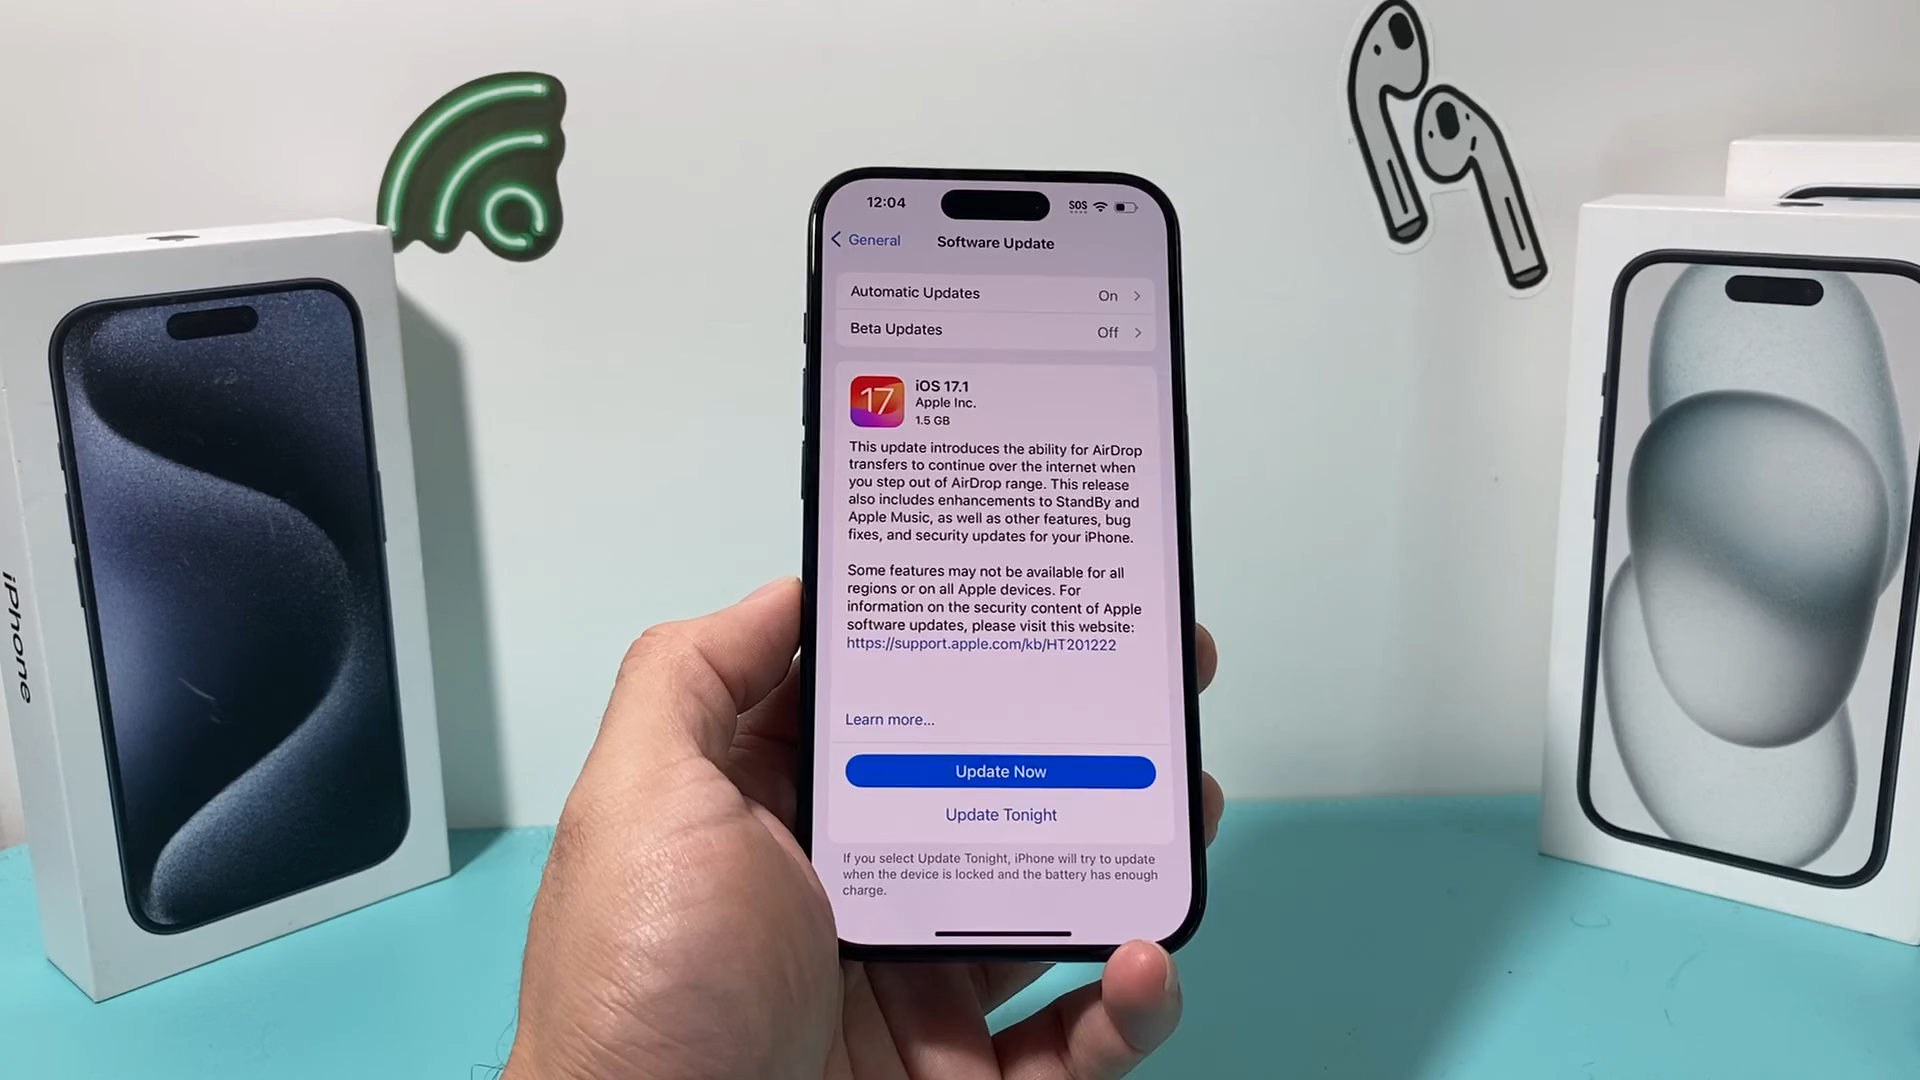 12:04
SOS
General
Software Update
Automatic Updates
On
Beta Updates
Off
17
iOS 17.1
Apple Inc.
1.5 GB
This update introduces the ability for AirDrop
transfers to continue over the internet when
you step out of AirDrop range. This release
also includes enhancements to StandBy and
Apple Music, as well as other features, bug
fixes, and security updates for your iPhone.
Some features may not be available for all
regions or on all Apple devices. For
information on the security content of Apple
software updates, please visit this website:
https://support.apple.com/kb/HT201222
Learn more...
Update Now
Update Tonight
If you select Update Tonight, iPhone will try to update
when the device is locked and the battery has enough
charge.
iPhone